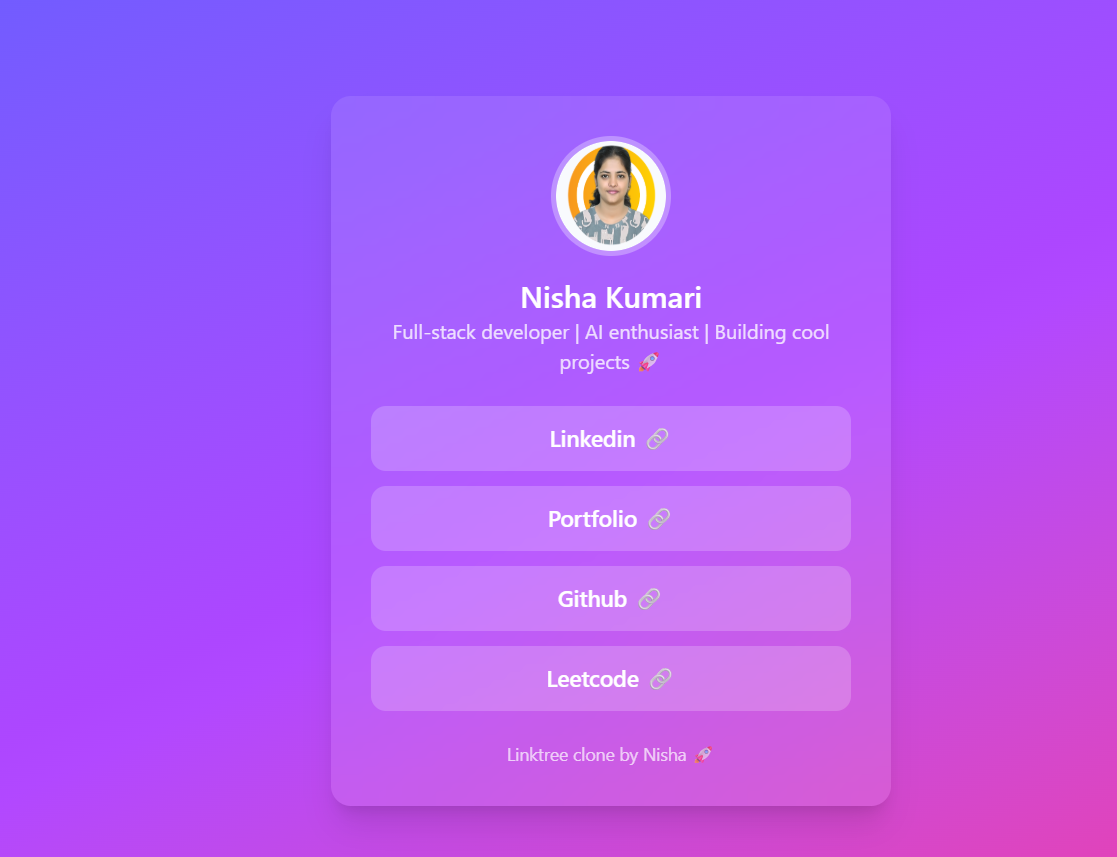 Nisha Kumari
Full-stack developer | AI enthusiast | Building cool
projects 🚀
Linkedin 🔗
Portfolio 🔗
Github 🔗
Leetcode 🔗
Linktree clone by Nisha 🚀